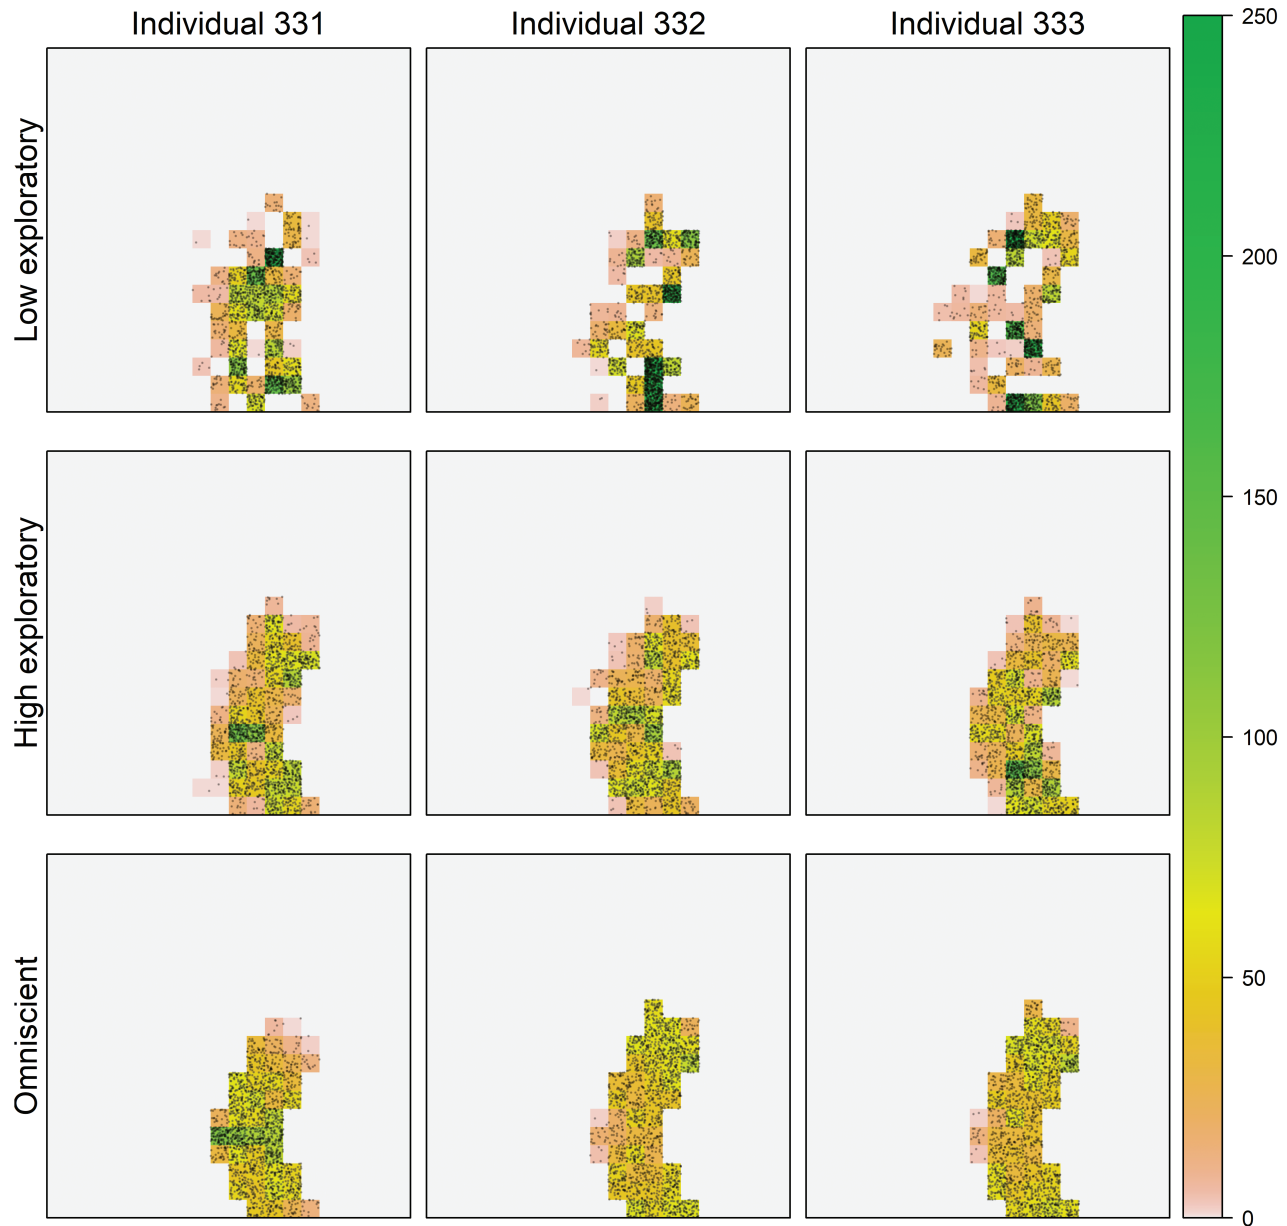 Individual 331
Individual 332
Individual 333
250
Low exploratory
200
150
High exploratory
100
50
Omniscient
0